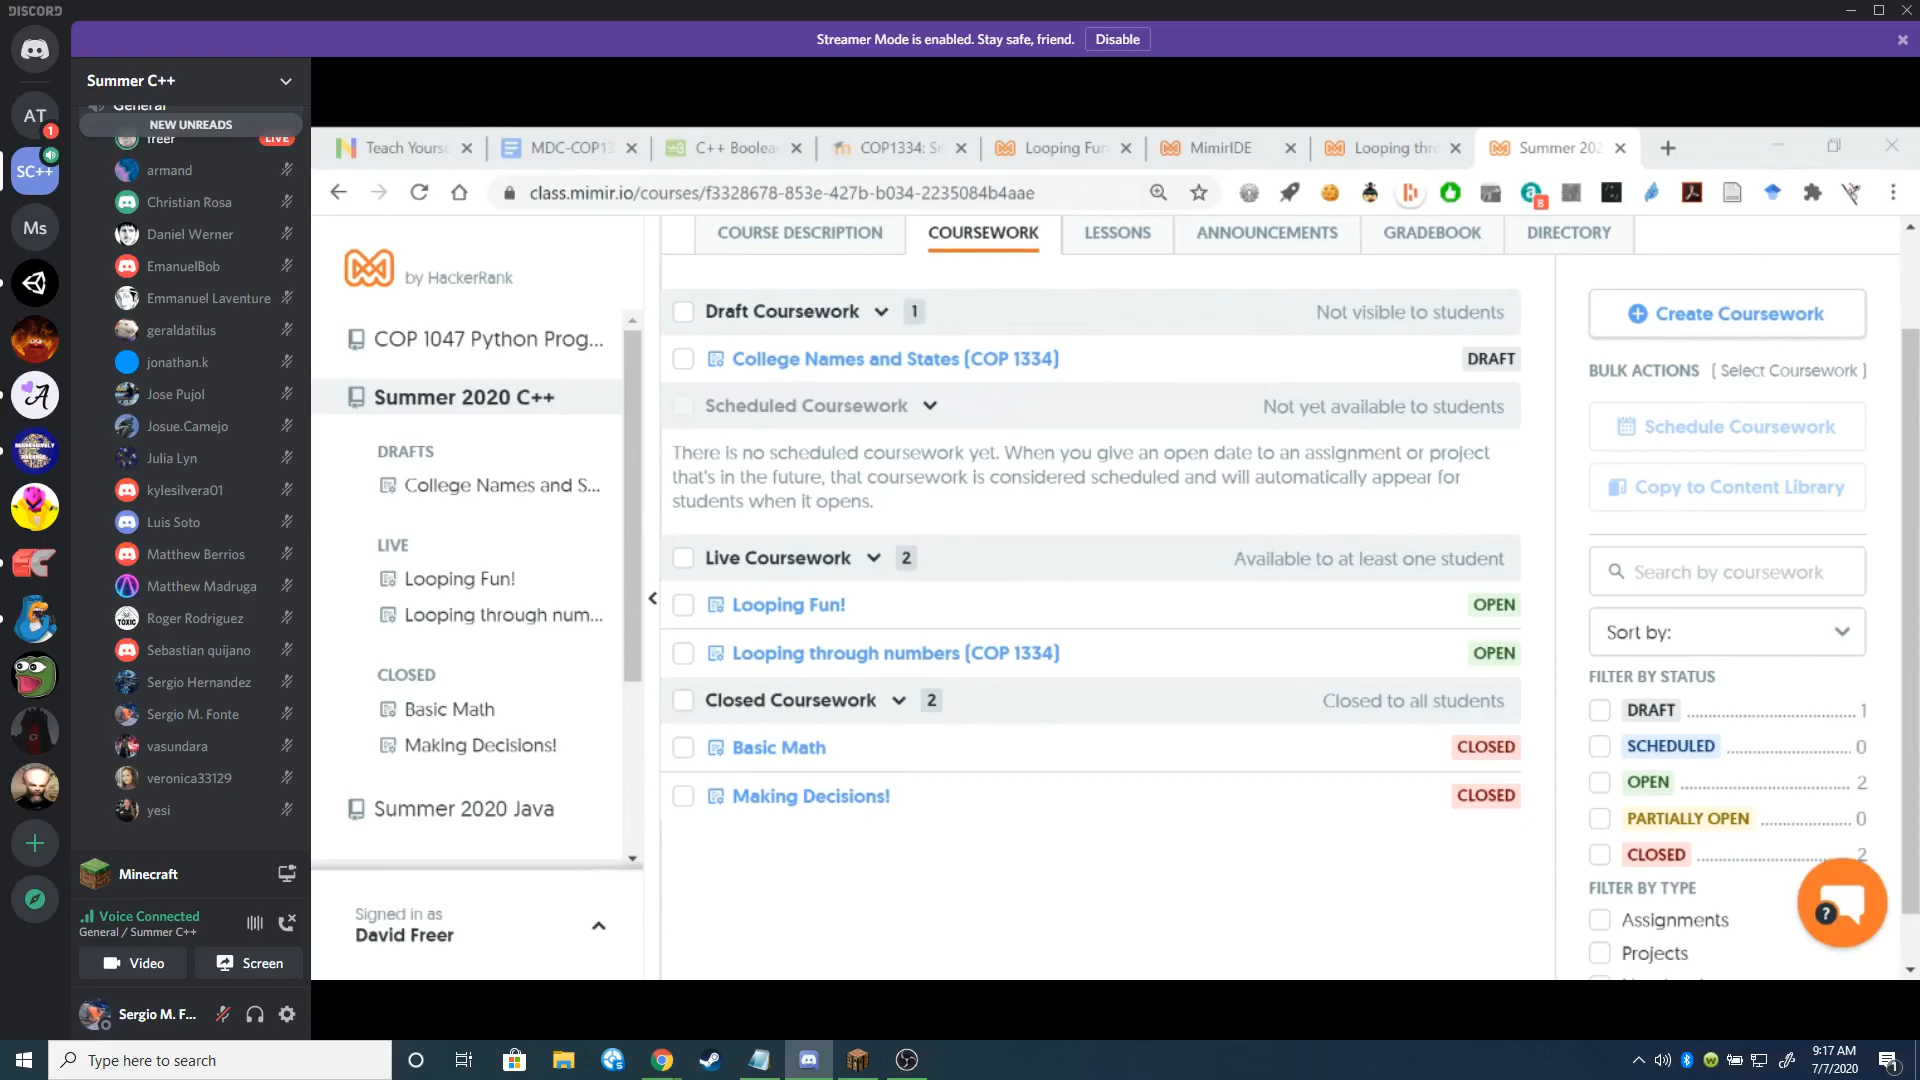 DISCORD
Streamer Mode is enabled. Stay safe, friend.
Disable
Summer C++
General
NEW UNREADS
freer
LIVE
AT
1
SC++
Ms
armand
Christian Rosa
Daniel Werner
EmanuelBob
Emmanuel Laventure
geraldatilus
jonathan.k
Jose Pujol
Josue.Camejo
Julia Lyn
kylesilvera01
Luis Soto
Matthew Berrios
Matthew Madruga
Roger Rodriguez
Sebastian quijano
Sergio Hernandez
Sergio M. Fonte
vasundara
veronica33129
yesi
Minecraft
Voice Connected
General / Summer C++
Video
Screen
Sergio M. F...
Teach Yours
MDC-COP13
C++ Boolea
COP1334: Sm
Looping Fun
MimirIDE
Looping thr
Summer 202
class.mimir.io/courses/f3328678-853e-427b-b034-2235084b4aae
8
by HackerRank
COP 1047 Python Prog...
Summer 2020 C++
DRAFTS
College Names and S...
LIVE
Looping Fun!
Looping through num...
CLOSED
Basic Math
Making Decisions!
Summer 2020 Java
Signed in as
David Freer
COURSE DESCRIPTION
COURSEWORK
LESSONS
ANNOUNCEMENTS
GRADEBOOK
DIRECTORY
Draft Coursework 1
Not visible to students
College Names and States (COP 1334)
DRAFT
Scheduled Coursework
Not yet available to students
There is no scheduled coursework yet. When you give an open date to an assignment or project
that's in the future, that coursework is considered scheduled and will automatically appear for
students when it opens.
Live Coursework 2
Available to at least one student
Looping Fun!
OPEN
Looping through numbers (COP 1334)
OPEN
Closed Coursework 2
Closed to all students
Basic Math
CLOSED
Making Decisions!
CLOSED
Create Coursework
BULK ACTIONS [ Select Coursework ]
Schedule Coursework
Copy to Content Library
Search by coursework
Sort by:
FILTER BY STATUS
DRAFT 1
SCHEDULED 0
OPEN 2
PARTIALLY OPEN 0
CLOSED 2
FILTER BY TYPE
Assignments
Projects
?
Type here to search
9:17 AM
7/7/2020
1